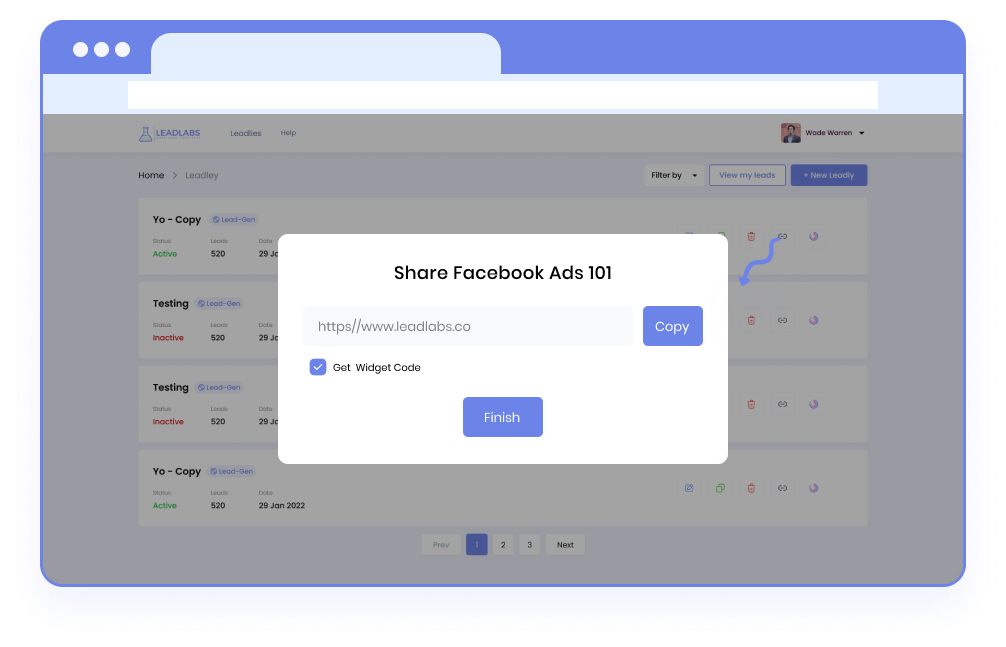 LEADLABS Leadlies Help Wade Warren
Home > Leadley Filter by View my leads + New Leadly
Yo - Copy Lead-Gen
Status Leads Date
Active 520 29 Ja
Share Facebook Ads 101
https//www.leadlabs.co Copy
Get Widget Code
Finish
Testing Lead-Gen
Status Leads Date
Inactive 520 29 Ja
Testing Lead-Gen
Status Leads Date
Inactive 520 29 Ja
Yo - Copy Lead-Gen
Status Leads Date
Active 520 29 Jan 2022
Prev 1 2 3 Next